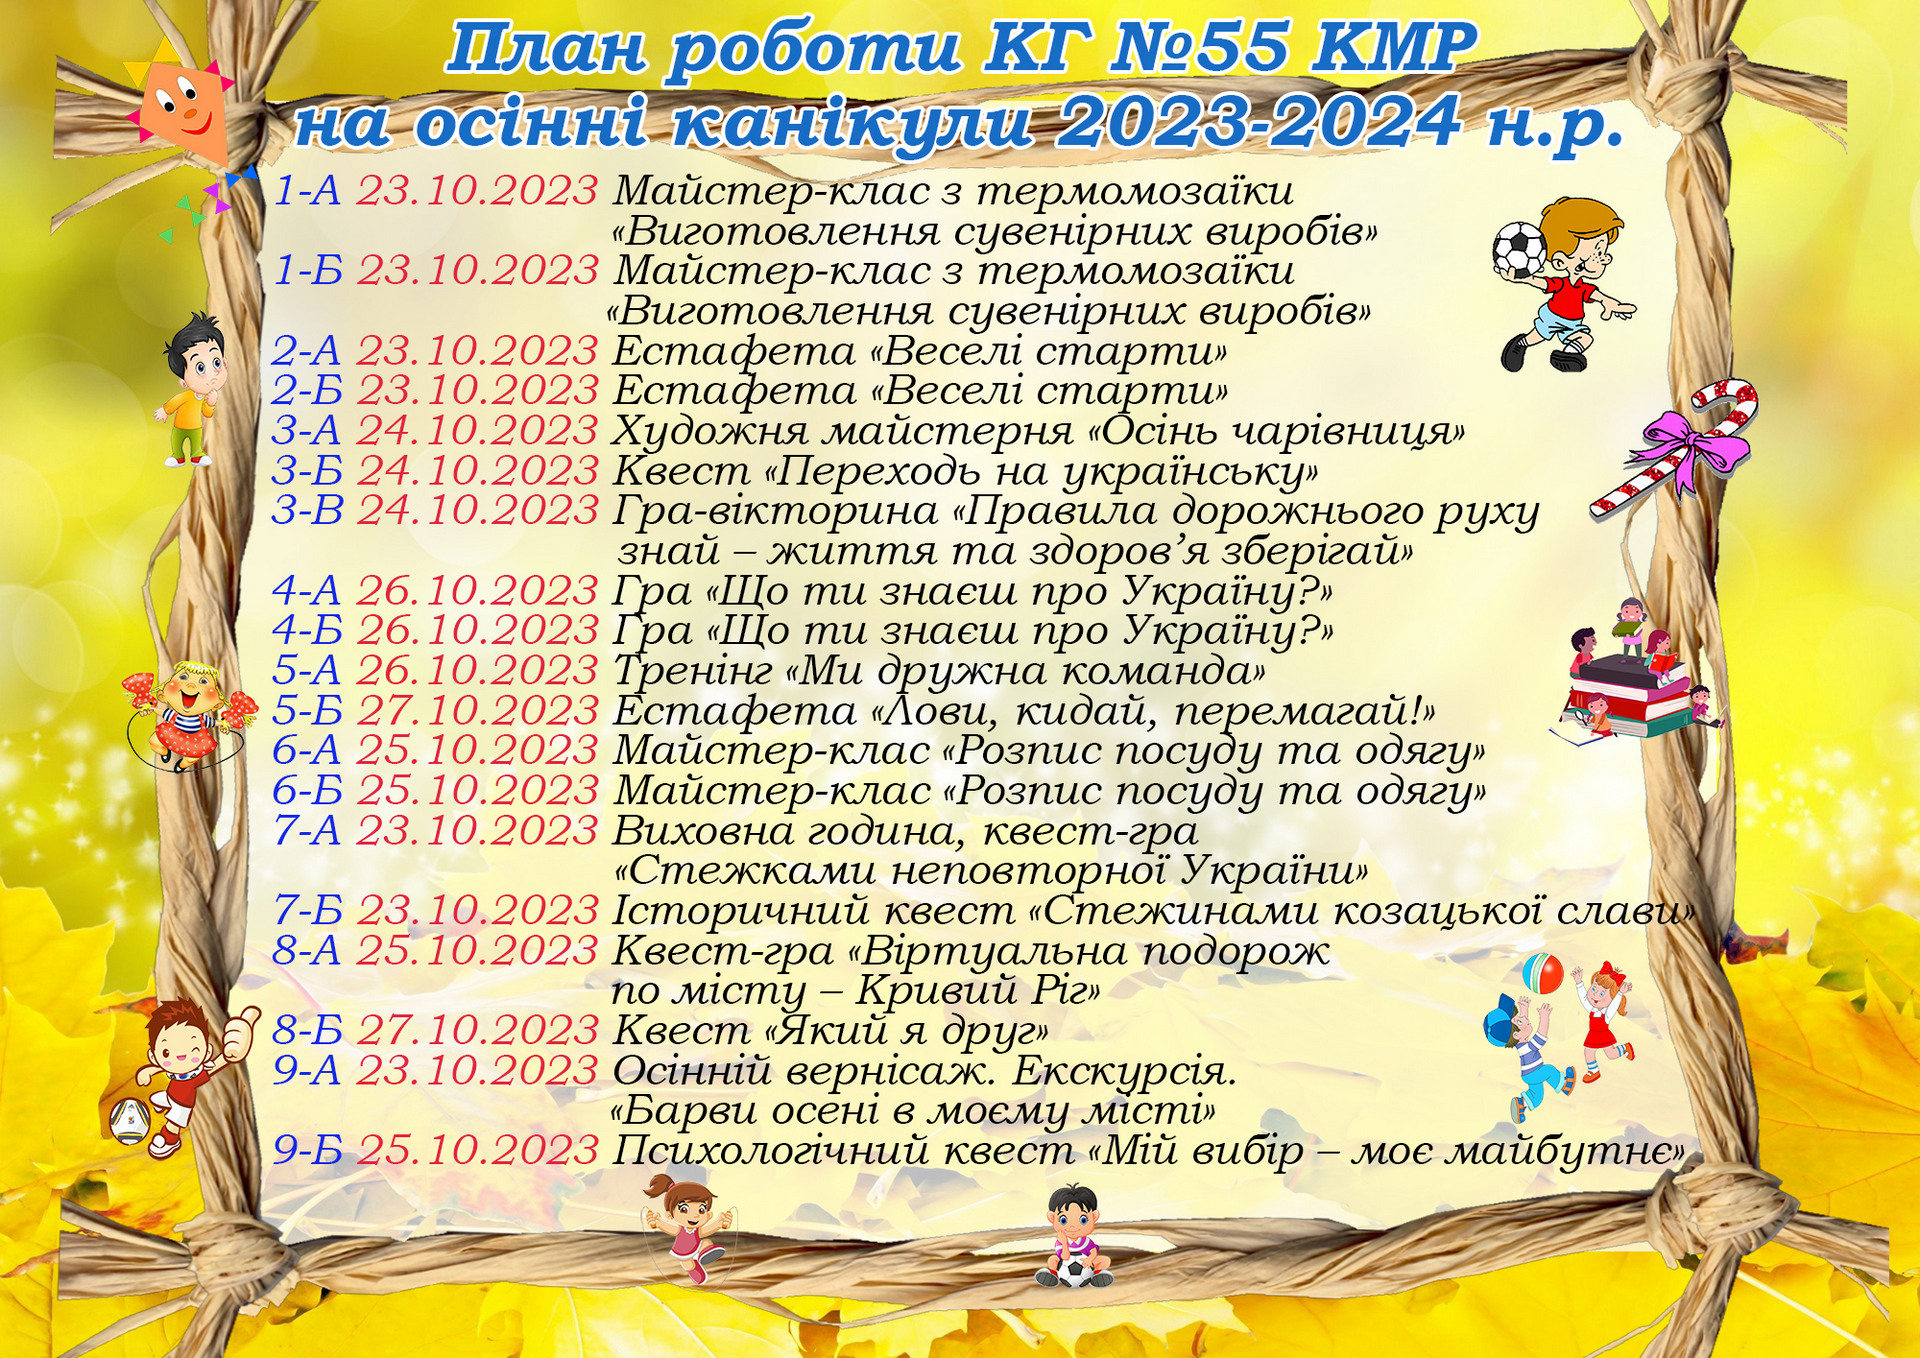 План роботи КГ №55 КМР
на осінні канікули 2023-2024 н.р.
1-А 23.10.2023 Майстер-клас з термомозаїки
«Виготовлення сувенірних виробів»
1-Б 23.10.2023 Майстер-клас з термомозаїки
«Виготовлення сувенірних виробів»
2-А 23.10.2023 Естафета «Веселі старти»
2-Б 23.10.2023 Естафета «Веселі старти»
3-А 24.10.2023 Художня майстерня «Осінь чарівниця»
3-Б 24.10.2023 Квест «Переходь на українську»
3-В 24.10.2023 Гра-вікторина «Правила дорожнього руху
знай – життя та здоров’я зберігай»
4-А 26.10.2023 Гра «Що ти знаєш про Україну?»
4-Б 26.10.2023 Гра «Що ти знаєш про Україну?»
5-А 26.10.2023 Тренінг «Ми дружна команда»
5-Б 27.10.2023 Естафета «Лови, кидай, перемагай!»
6-А 25.10.2023 Майстер-клас «Розпис посуду та одягу»
6-Б 25.10.2023 Майстер-клас «Розпис посуду та одягу»
7-А 23.10.2023 Виховна година, квест-гра
«Стежками неповторної України»
7-Б 23.10.2023 Історичний квест «Стежинами козацької слави»
8-А 25.10.2023 Квест-гра «Віртуальна подорож
по місту – Кривий Ріг»
8-Б 27.10.2023 Квест «Який я друг»
9-А 23.10.2023 Осінній вернісаж. Екскурсія.
«Барви осені в моєму місті»
9-Б 25.10.2023 Психологічний квест «Мій вибір – моє майбутнє»